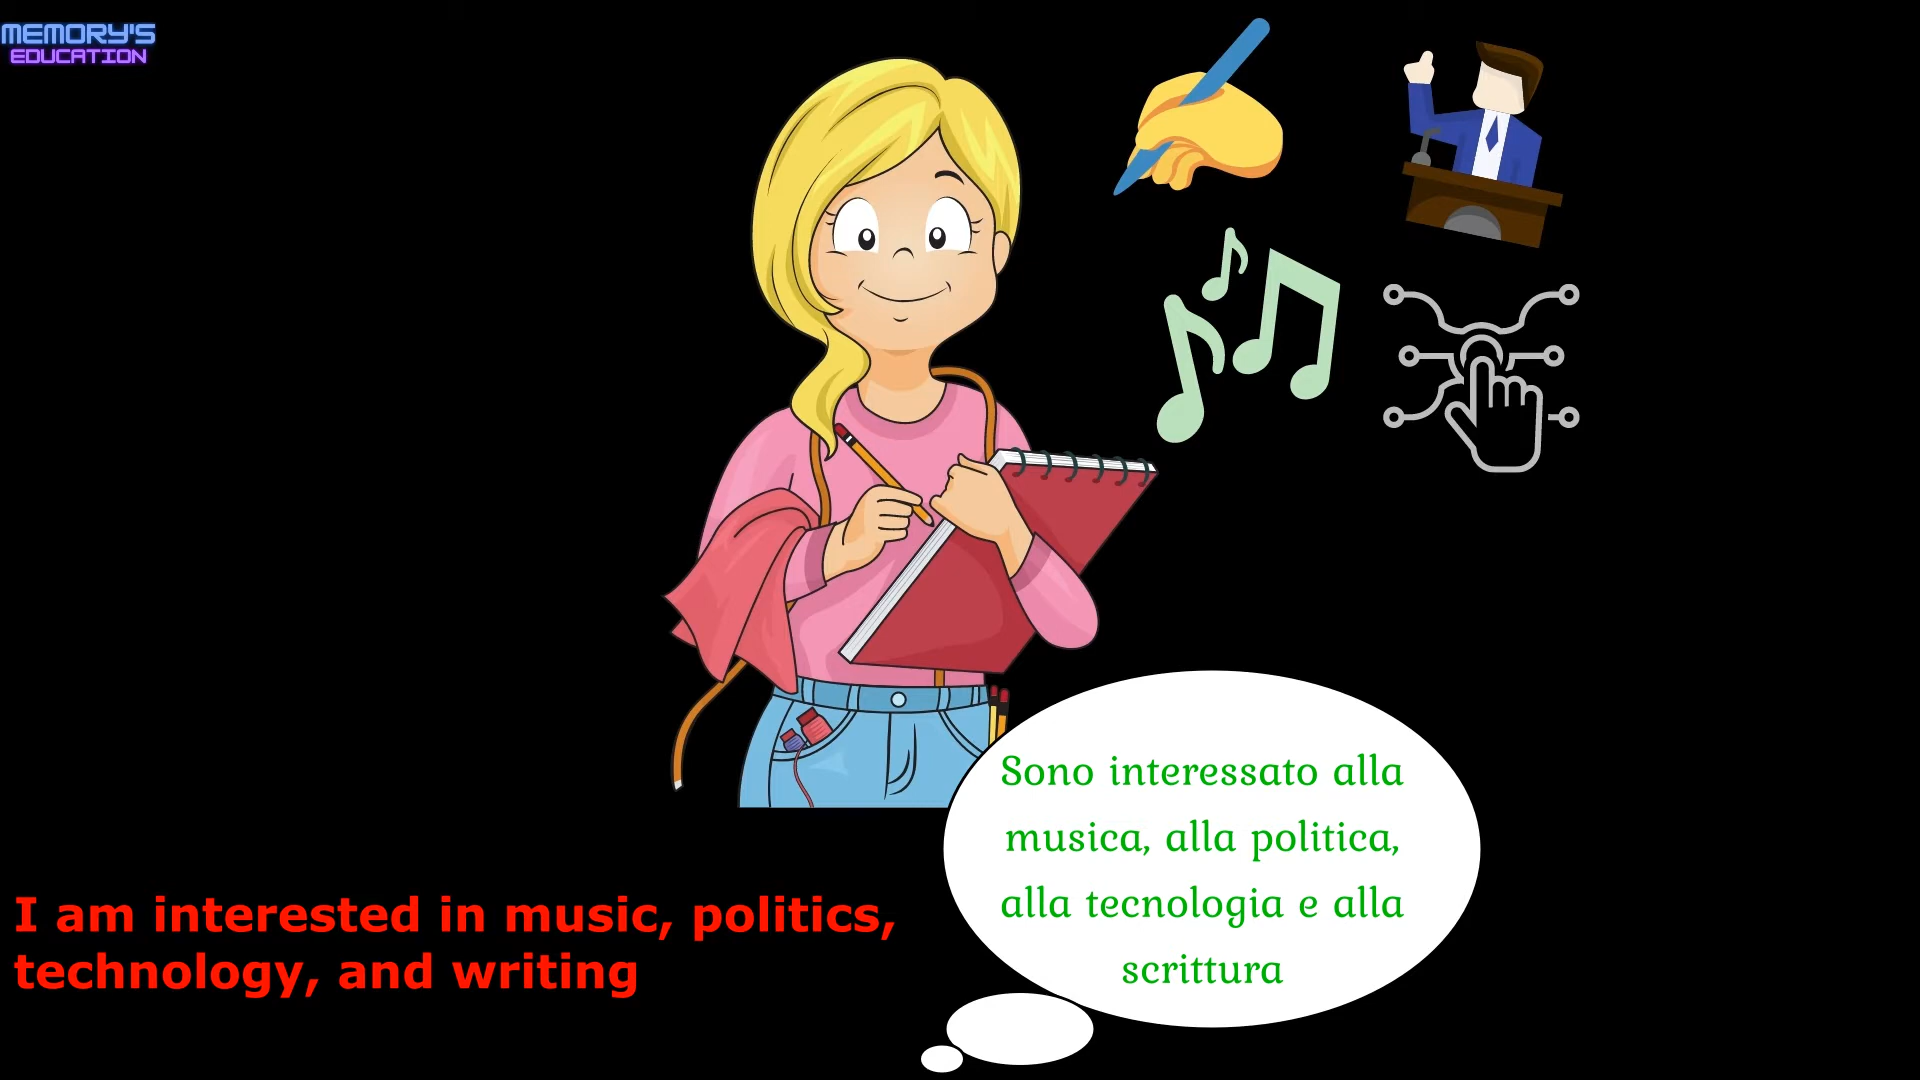 MEMORY'S
EDUCATION
Sono interessato alla
musica, alla politica,
alla tecnologia e alla
scrittura
I am interested in music, politics,
technology, and writing